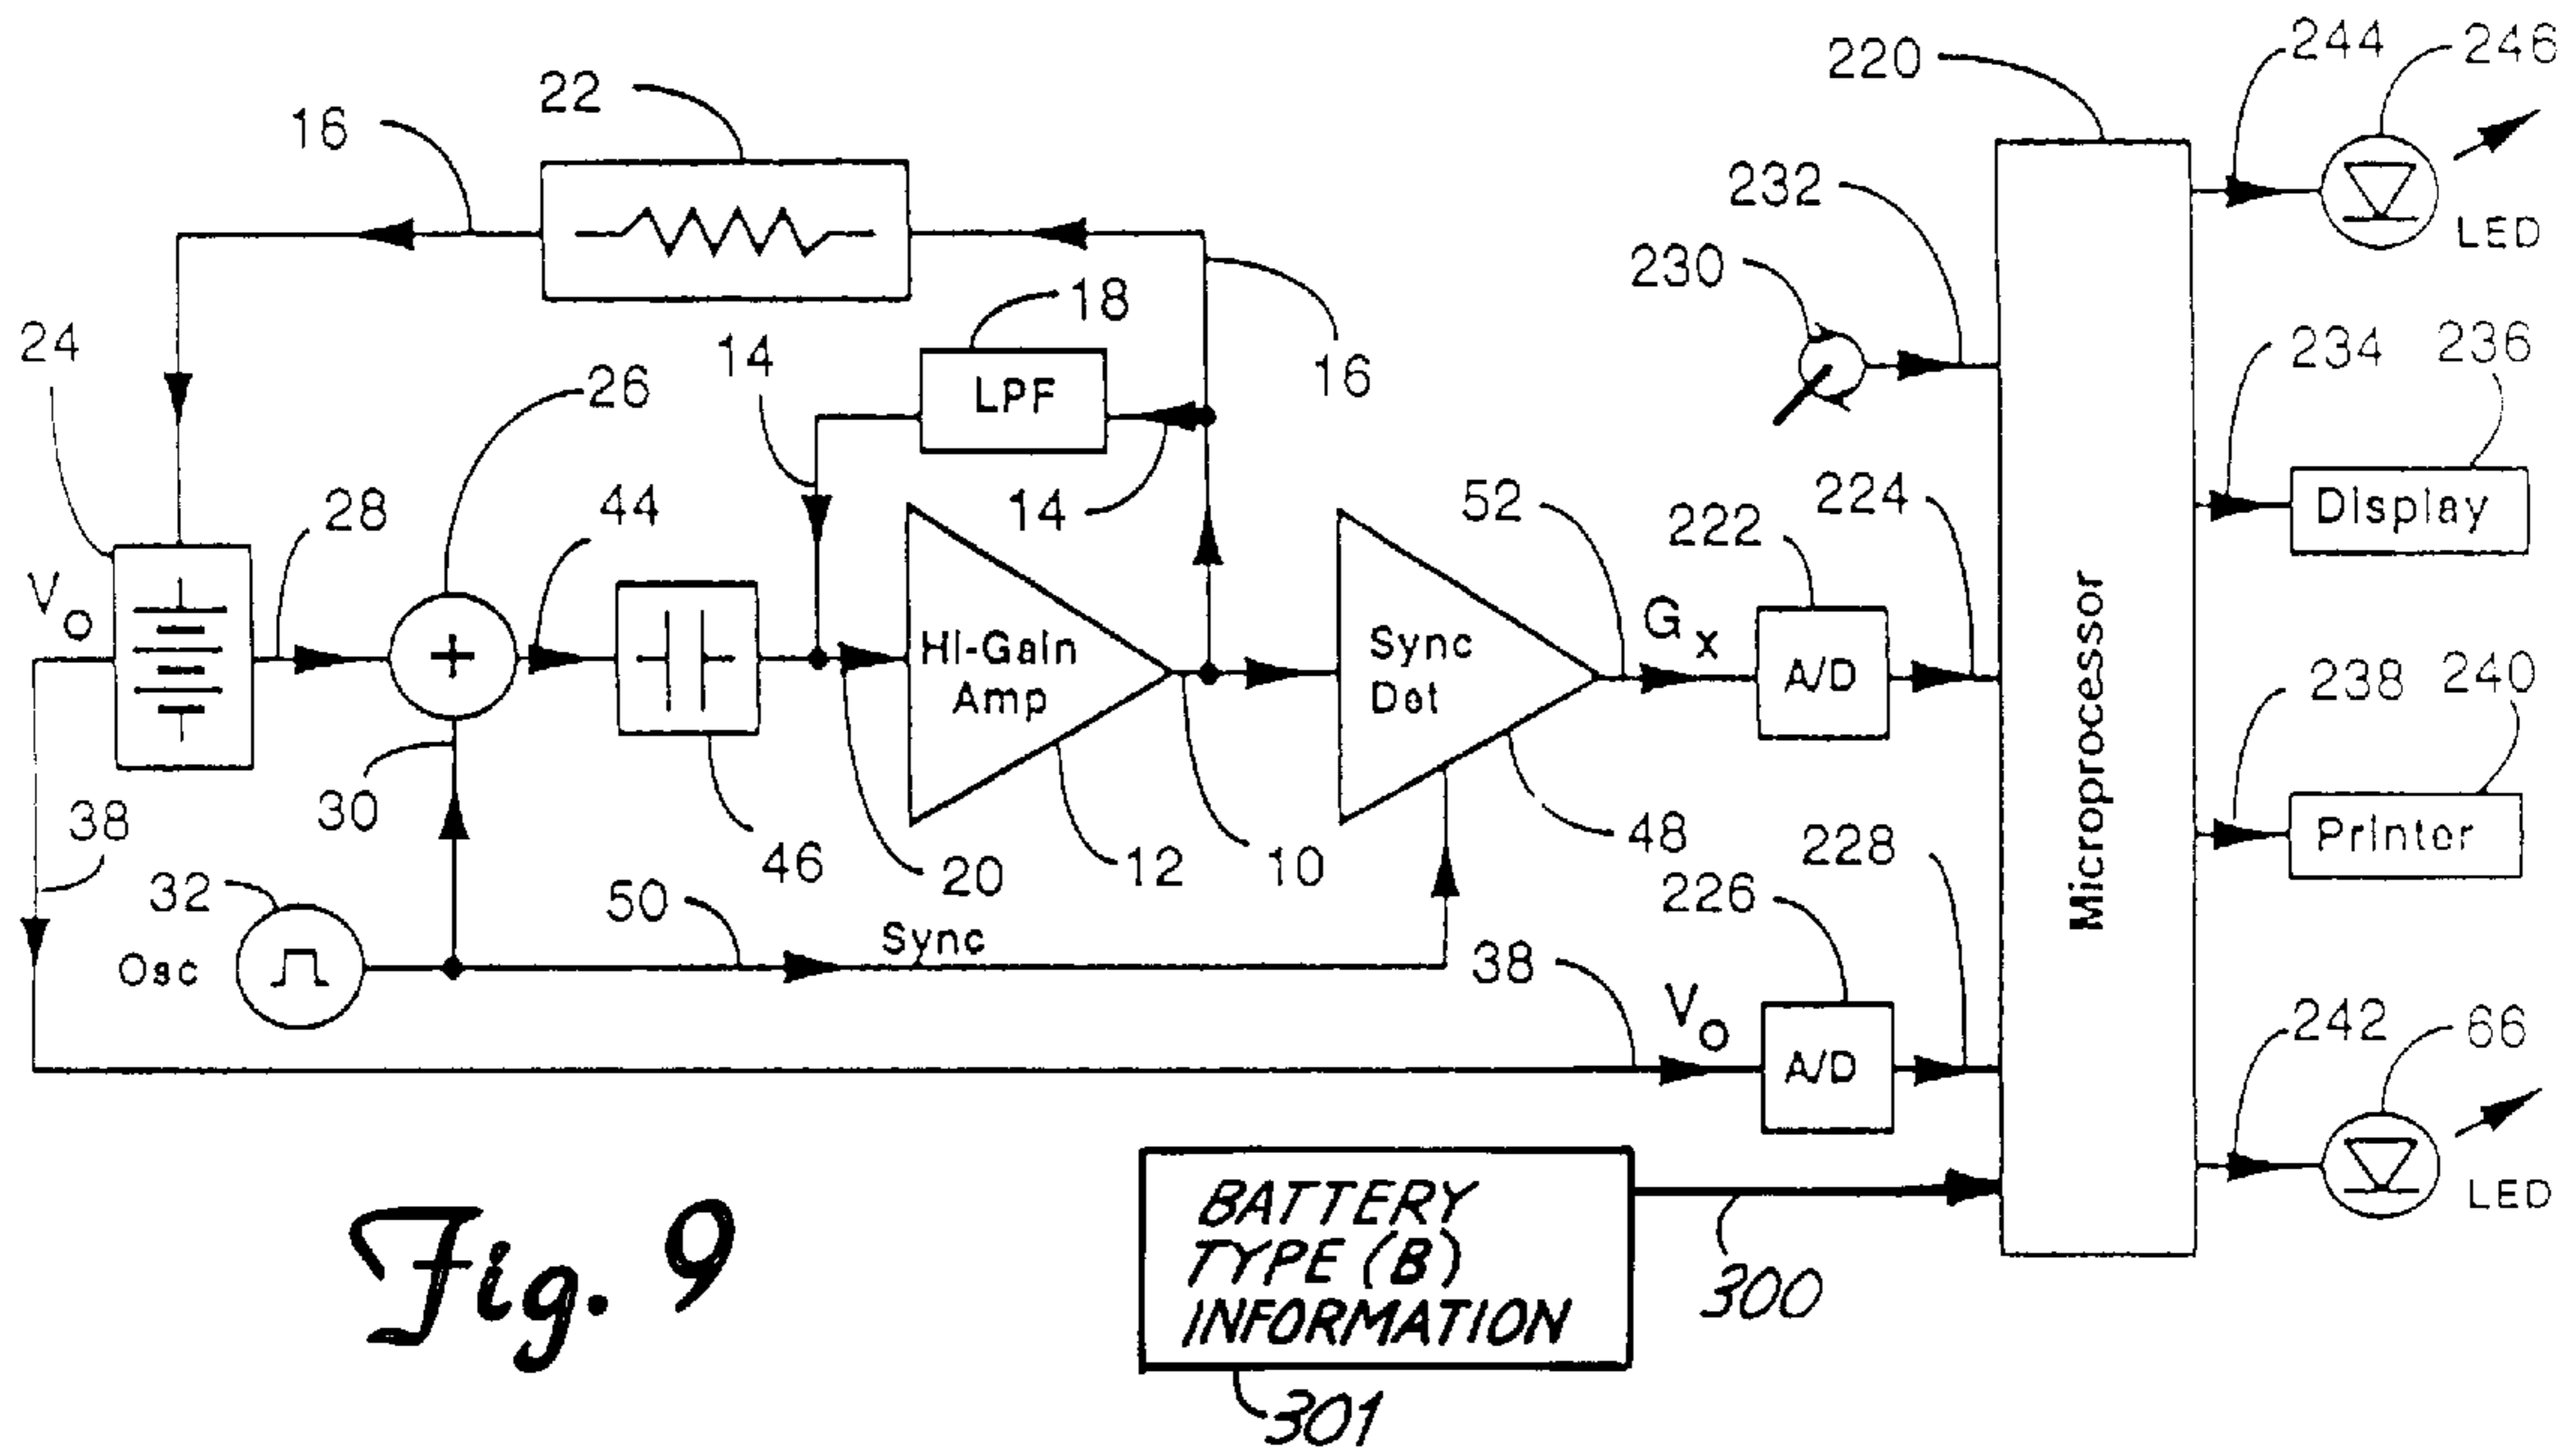 244
246
220
22
16
232
LED
230
18
24
14
16
234
236
LPF
26
28
44
14
52
222
224
Display
Vo
Hi-Gain
Amp
Sync
Det
Gx
A/D
Microprocessor
238
240
30
38
46
20
12
10
48
228
Printer
32
50
Sync
226
Osc
38
Vo
242
66
A/D
LED
BATTERY
TYPE (B)
INFORMATION
300
301
Fig. 9